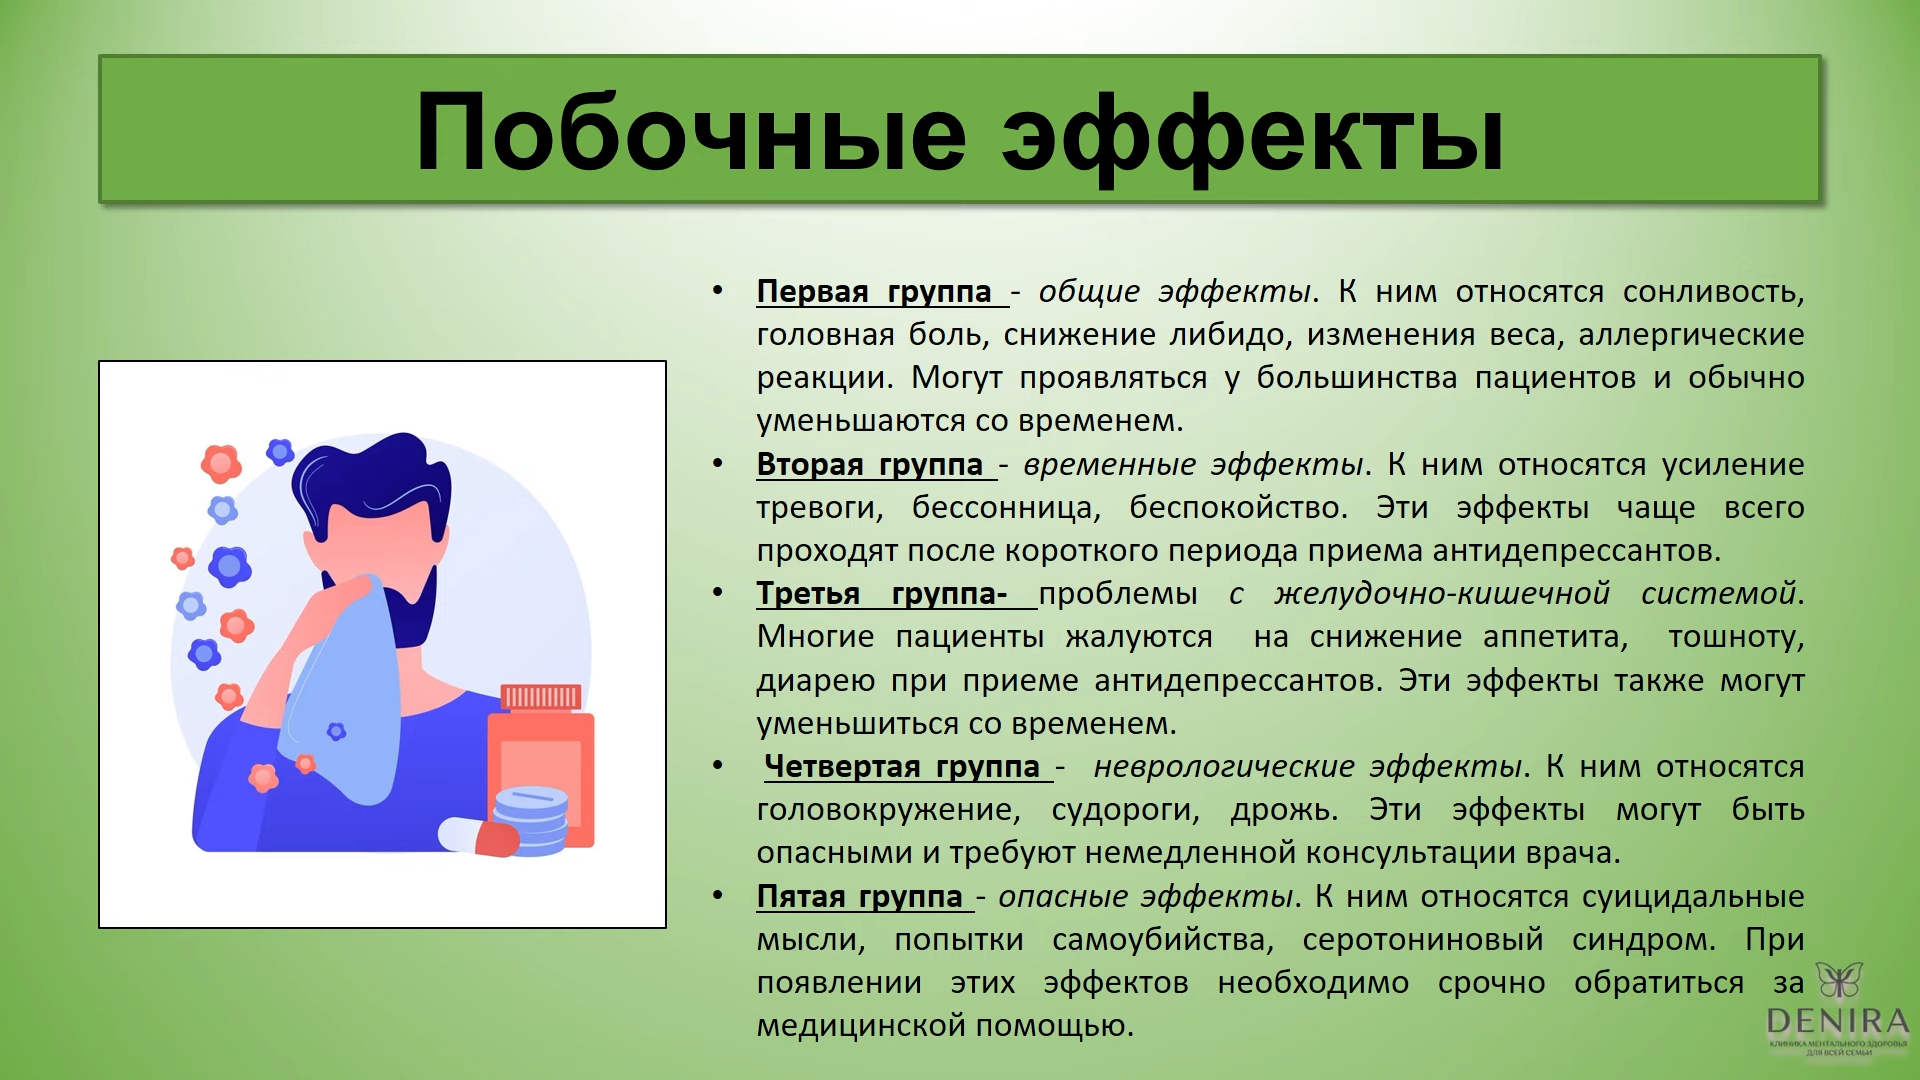 Побочные эффекты
Первая группа - общие эффекты. К ним относятся сонливость,
головная боль, снижение либидо, изменения веса, аллергические
реакции. Могут проявляться у большинства пациентов и обычно
уменьшаются со временем.
Вторая группа - временные эффекты. К ним относятся усиление
тревоги, бессонница, беспокойство. Эти эффекты чаще всего
проходят после короткого периода приема антидепрессантов.
Третья группа- проблемы с желудочно-кишечной системой.
Многие пациенты жалуются на снижение аппетита, тошноту,
диарею при приеме антидепрессантов. Эти эффекты также могут
уменьшиться со временем.
Четвертая группа - неврологические эффекты. К ним относятся
головокружение, судороги, дрожь. Эти эффекты могут быть
опасными и требуют немедленной консультации врача.
Пятая группа - опасные эффекты. К ним относятся суицидальные
мысли, попытки самоубийства, серотониновый синдром. При
появлении этих эффектов необходимо срочно обратиться за
медицинской помощью.
DENIRA
КЛИНИКА МЕНТАЛЬНОГО ЗДОРОВЬЯ
ДЛЯ ВСЕЙ СЕМЬИ